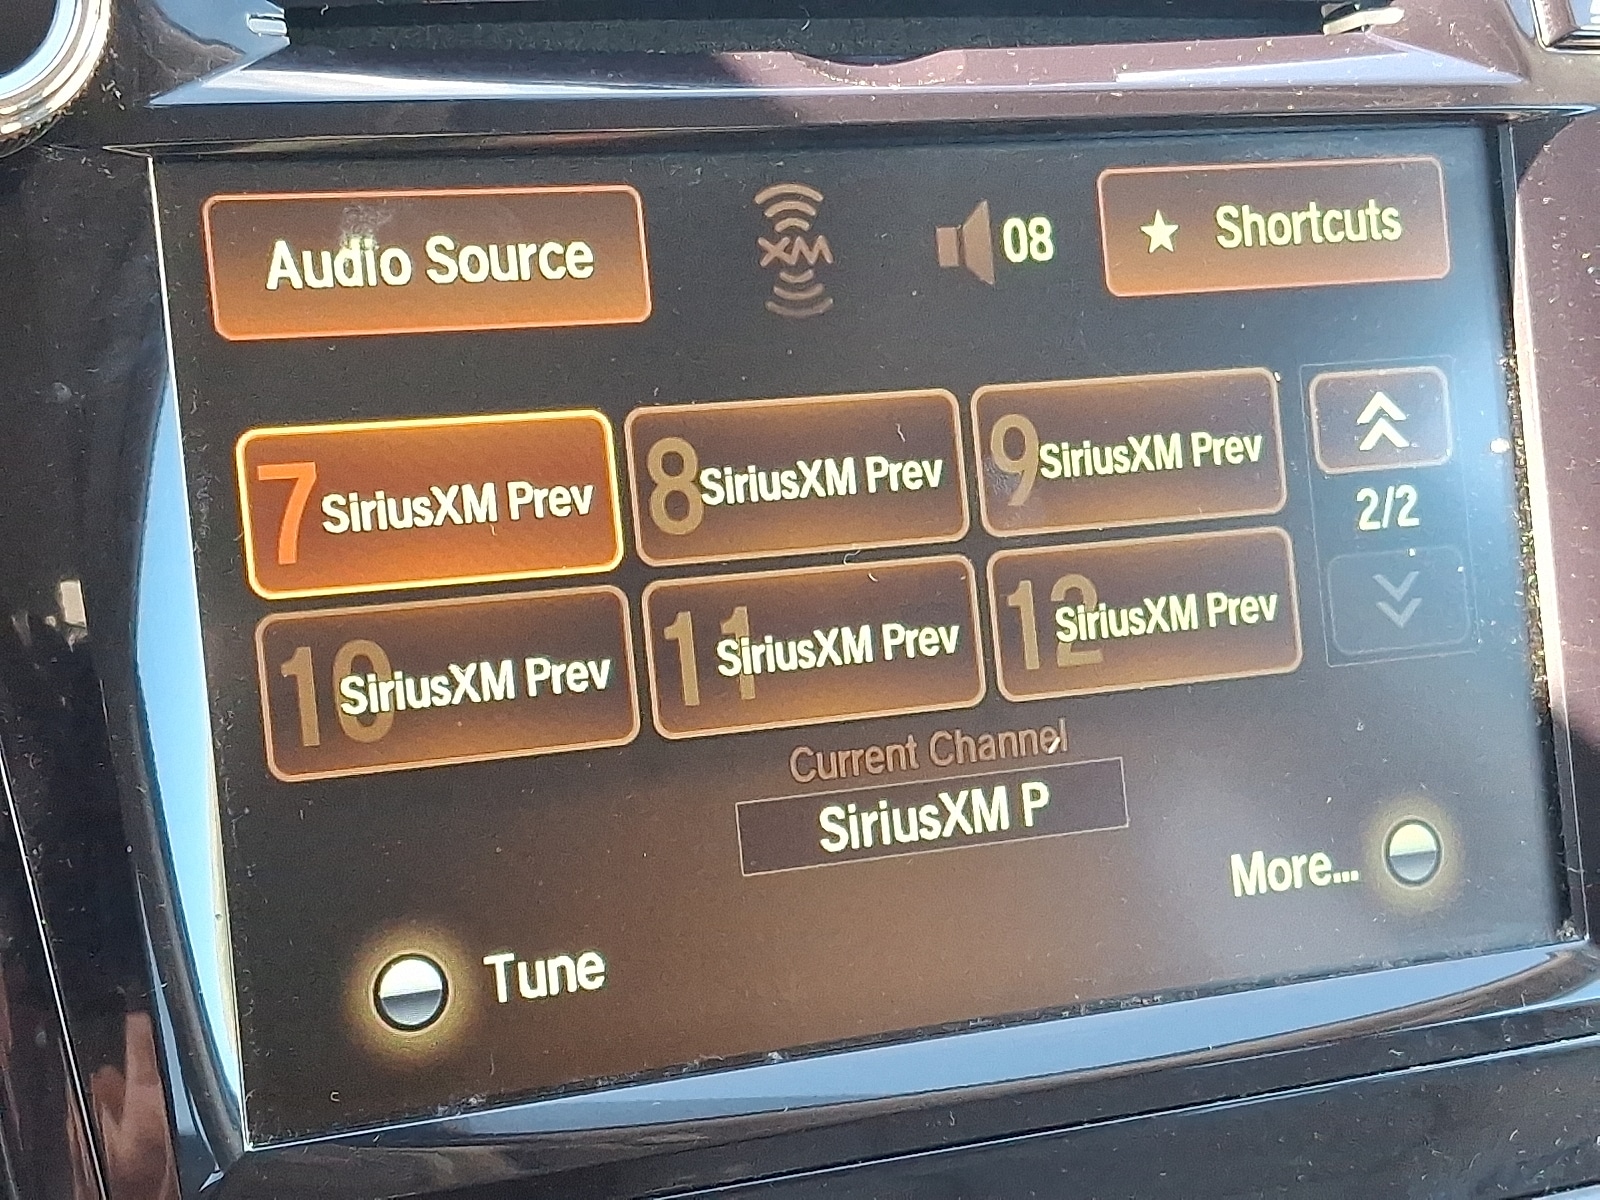 Audio Source
XM
08
★ Shortcuts
7 SiriusXM Prev
8 SiriusXM Prev
9 SiriusXM Prev
2/2
10 SiriusXM Prev
11 SiriusXM Prev
12 SiriusXM Prev
Current Channel
SiriusXM P
More...
Tune